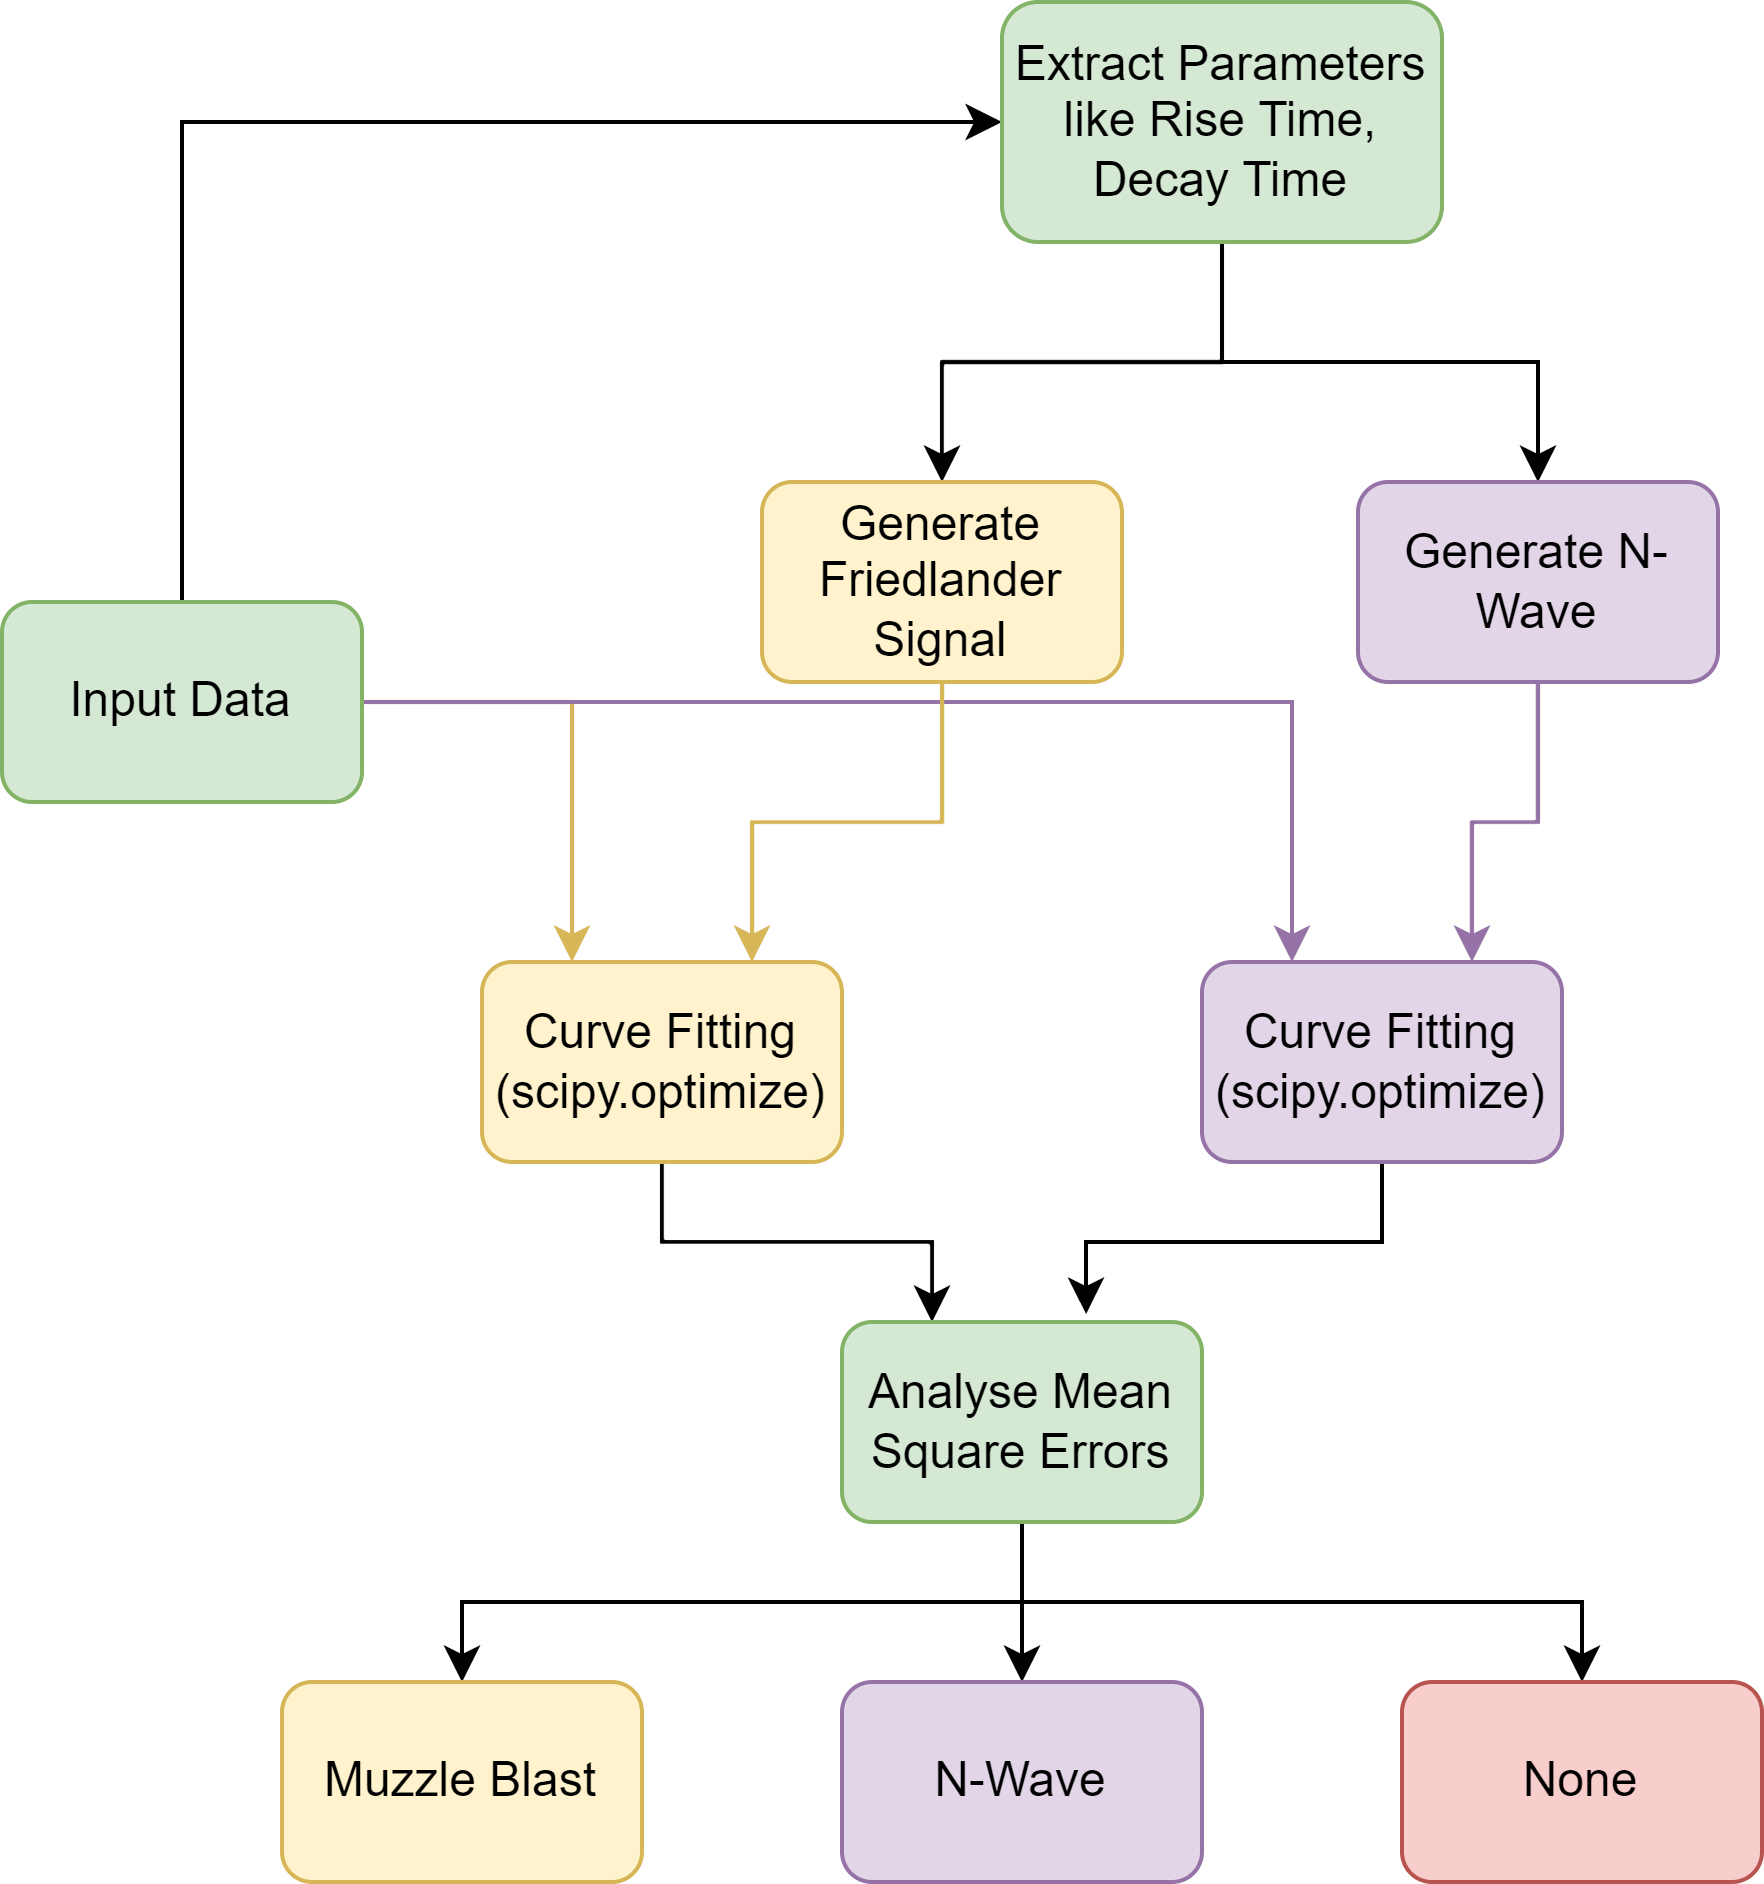 Extract Parameters
like Rise Time,
Decay Time
Generate
Friedlander
Signal
Generate N-
Wave
Input Data
Curve Fitting
(scipy.optimize)
Curve Fitting
(scipy.optimize)
Analyse Mean
Square Errors
Muzzle Blast
N-Wave
None